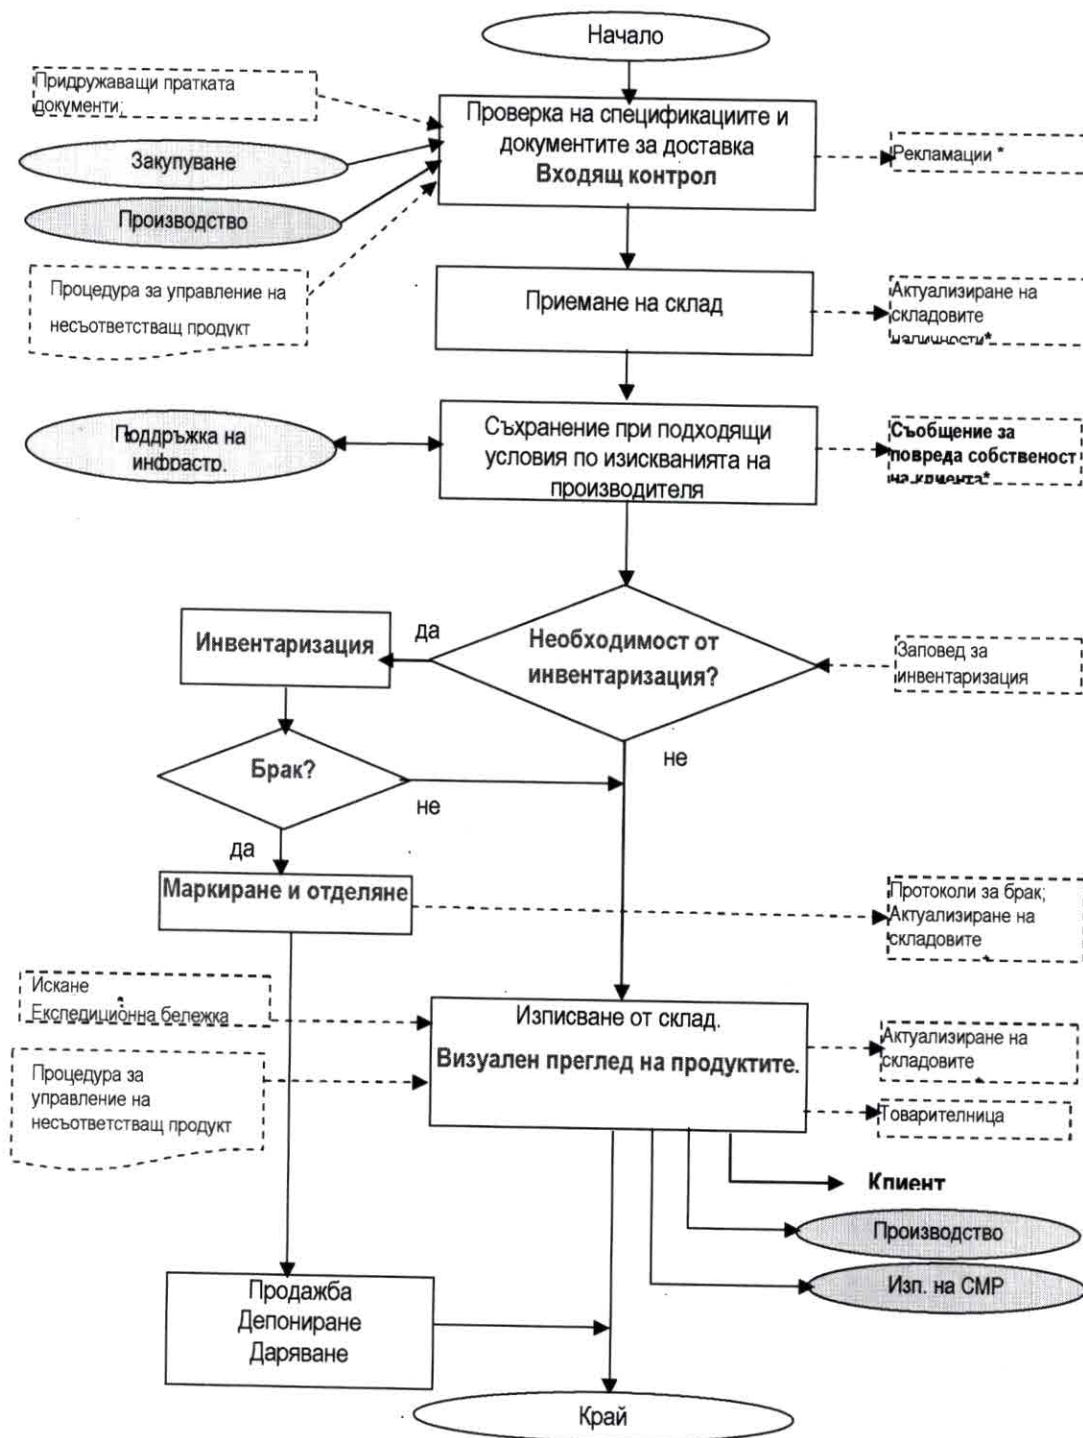 Начало
Придружаващи пратката
документи;
Проверка на спецификациите и
документите за доставка
Входящ контрол
Закупуване
Рекламации *
Производство
Процедура за управление на
несъответстващ продукт
Приемане на склад
Актуализиране на
складовите
наличности*
Поддръжка на
инфрастр.
Съхранение при подходящи
условия по изискванията на
производителя
Съобщение за
повреда собственост
на клиента*
Инвентаризация
да
Необходимост от
инвентаризация?
Заповед за
инвентаризация
не
Брак?
не
да
Маркиране и отделяне
Протоколи за брак;
Актуализиране на
складовите
Искане
Експедиционна бележка
Изписване от склад.
Визуален преглед на продуктите.
Актуализиране на
складовите
Процедура за
управление на
несъответстващ продукт
Товарителница
Клиент
Производство
Изп. на СМР
Продажба
Депониране
Даряване
Край